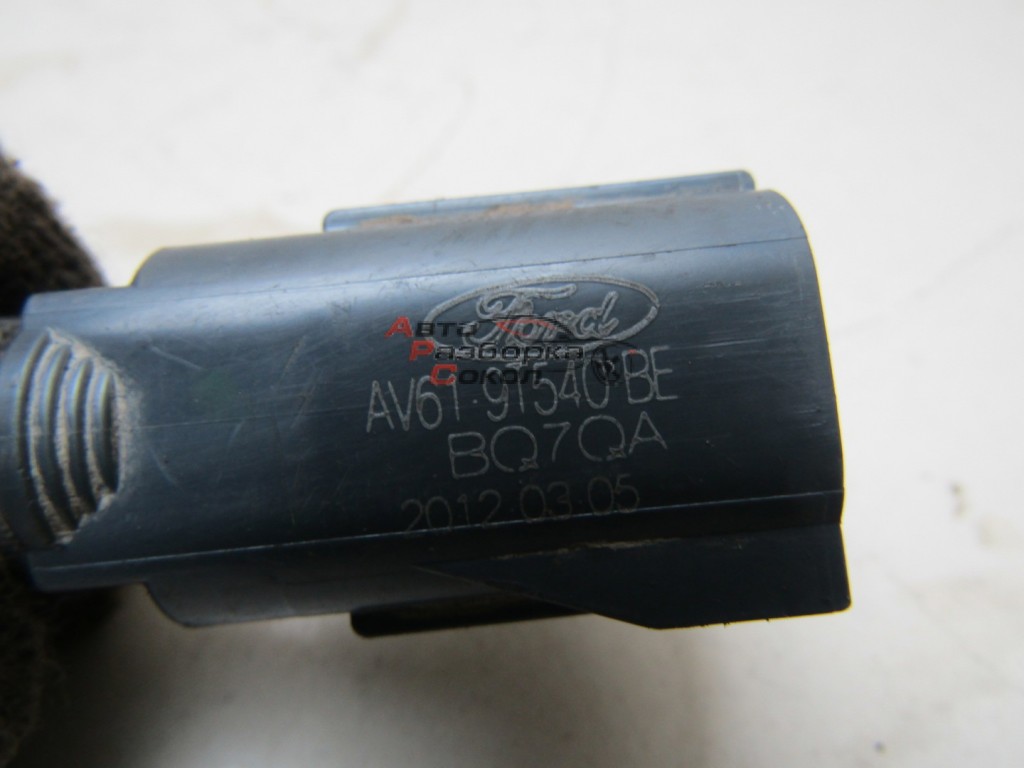 Ford
Авто
Разборка
Сокол
AV61 9T540 BE
BQ7QA
2012 03 05